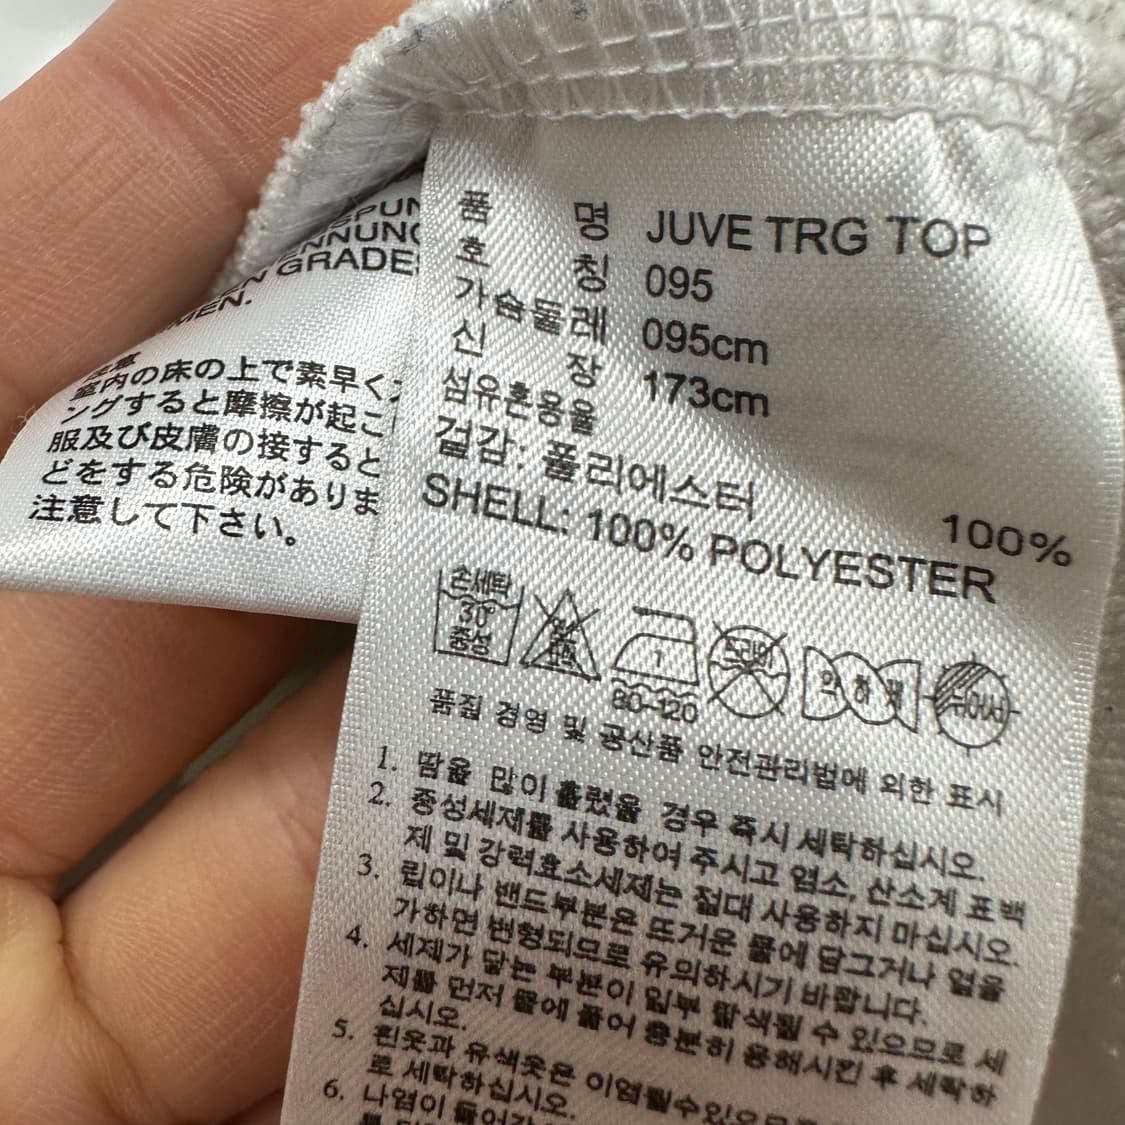 GRADE
MEN.
室内の床の上で素早く
ングすると摩擦が起こ
服及び皮膚の接すると
どをする危険がありま
注意して下さい。
품 명 JUVE TRG TOP
호 칭 095
가슴둘레 095cm
신 장 173cm
섬유혼용율
겉감: 폴리에스터 100%
SHELL: 100% POLYESTER
손세탁
30°
중성
1
80-120
드라이
약하게
뉘어서
품질 경영 및 공산품 안전관리법에 의한 표시
1. 땀을 많이 흘렸을 경우 즉시 세탁하십시오.
2. 중성세제를 사용하여 주시고 염소, 산소계 표백
제 및 강력효소세제는 절대 사용하지 마십시오.
3. 립이나 밴드부분은 뜨거운 물에 담그거나 열을
가하면 변형되므로 유의하시기 바랍니다.
4. 세제가 닿는 부분이 일부 탈색될 수 있으므로 세
제를 먼저 물에 풀어 충분히 용해시킨 후 세탁하
십시오.
5. 흰옷과 유색옷은 이염될수있으므로
로 세탁하십시오.
6. 나염이